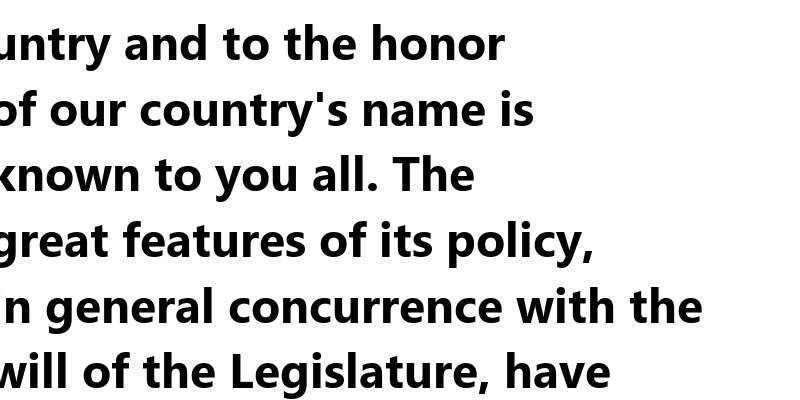 untry and to the honor
of our country's name is
known to you all. The
great features of its policy,
in general concurrence with the
will of the Legislature, have